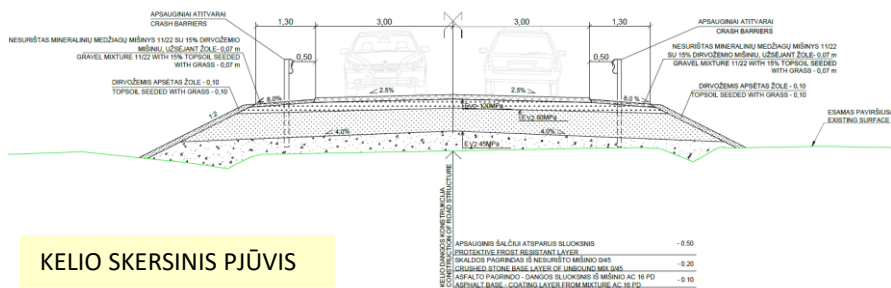 APSAUGINIAI ATITVARAI
CRASH BARRIERS
1,30
3,00
3,00
1,30
APSAUGINIAI ATITVARAI
CRASH BARRIERS
NESURIŠTAS MINERALINIŲ MEDŽIAGŲ MIŠINYS 11/22 SU 15% DIRVOŽEMIO
MIŠINIU, UŽSĖJANT ŽOLE- 0,07 m
GRAVEL MIXTURE 11/22 WITH 15% TOPSOIL SEEDED
WITH GRASS - 0,07 m
0,50
0,50
NESURIŠTAS MINERALINIŲ MEDŽIAGŲ MIŠINYS 11/22
SU 15% DIRVOŽEMIO MIŠINIU, UŽSĖJANT ŽOLE- 0,07 m
GRAVEL MIXTURE 11/22 WITH 15% TOPSOIL SEEDED
WITH GRASS - 0,07 m
DIRVOŽEMIS APSĖTAS ŽOLE - 0,10
TOPSOIL SEEDED WITH GRASS - 0,10
DIRVOŽEMIS APSĖTAS ŽOLE - 0,10
TOPSOIL SEEDED WITH GRASS - 0,10
8.0%
2.5%
2.5%
8.0 %
1:2
EV2 60MPa
4.0%
4.0%
EV2 45MPa
ESAMAS PAVIRŠIUS
EXISTING SURFACE
KELIO DANGOS KONSTRUKCIJA
CONSTRUCTION OF ROAD STRUCTURE
APSAUGINIS ŠALČIUI ATSPARUS SLUOKSNIS - 0.50
PROTEKTIVE FROST RESISTANT LAYER
SKALDOS PAGRINDAS IŠ NESURIŠTO MIŠINIO 0/45 - 0.20
CRUSHED STONE BASE LAYER OF UNBOUND MIX 0/45
ASFALTO PAGRINDO - DANGOS SLUOKSNIS IŠ MIŠINIO AC 16 PD - 0.10
ASPHALT BASE - COATING LAYER FROM MIXTURE AC 16 PD
KELIO SKERSINIS PJŪVIS